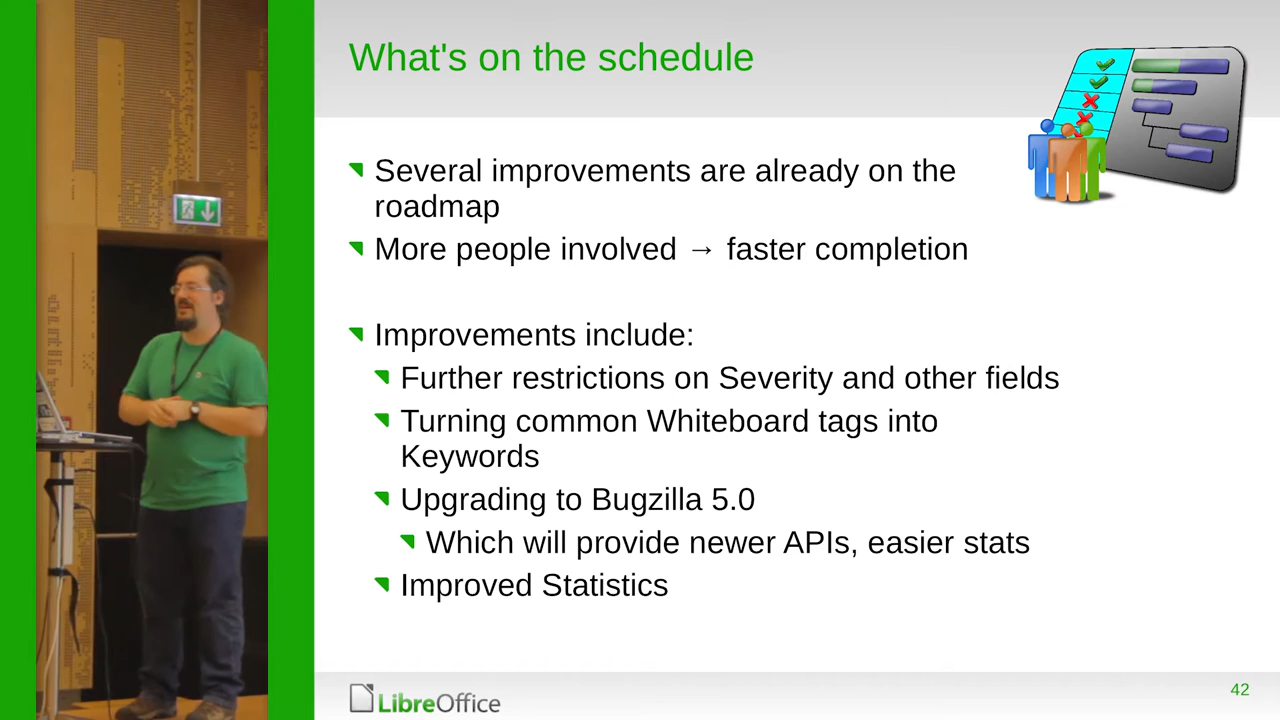 What's on the schedule
Several improvements are already on the
roadmap
More people involved → faster completion
Improvements include:
Further restrictions on Severity and other fields
Turning common Whiteboard tags into
Keywords
Upgrading to Bugzilla 5.0
Which will provide newer APIs, easier stats
Improved Statistics
LibreOffice
42